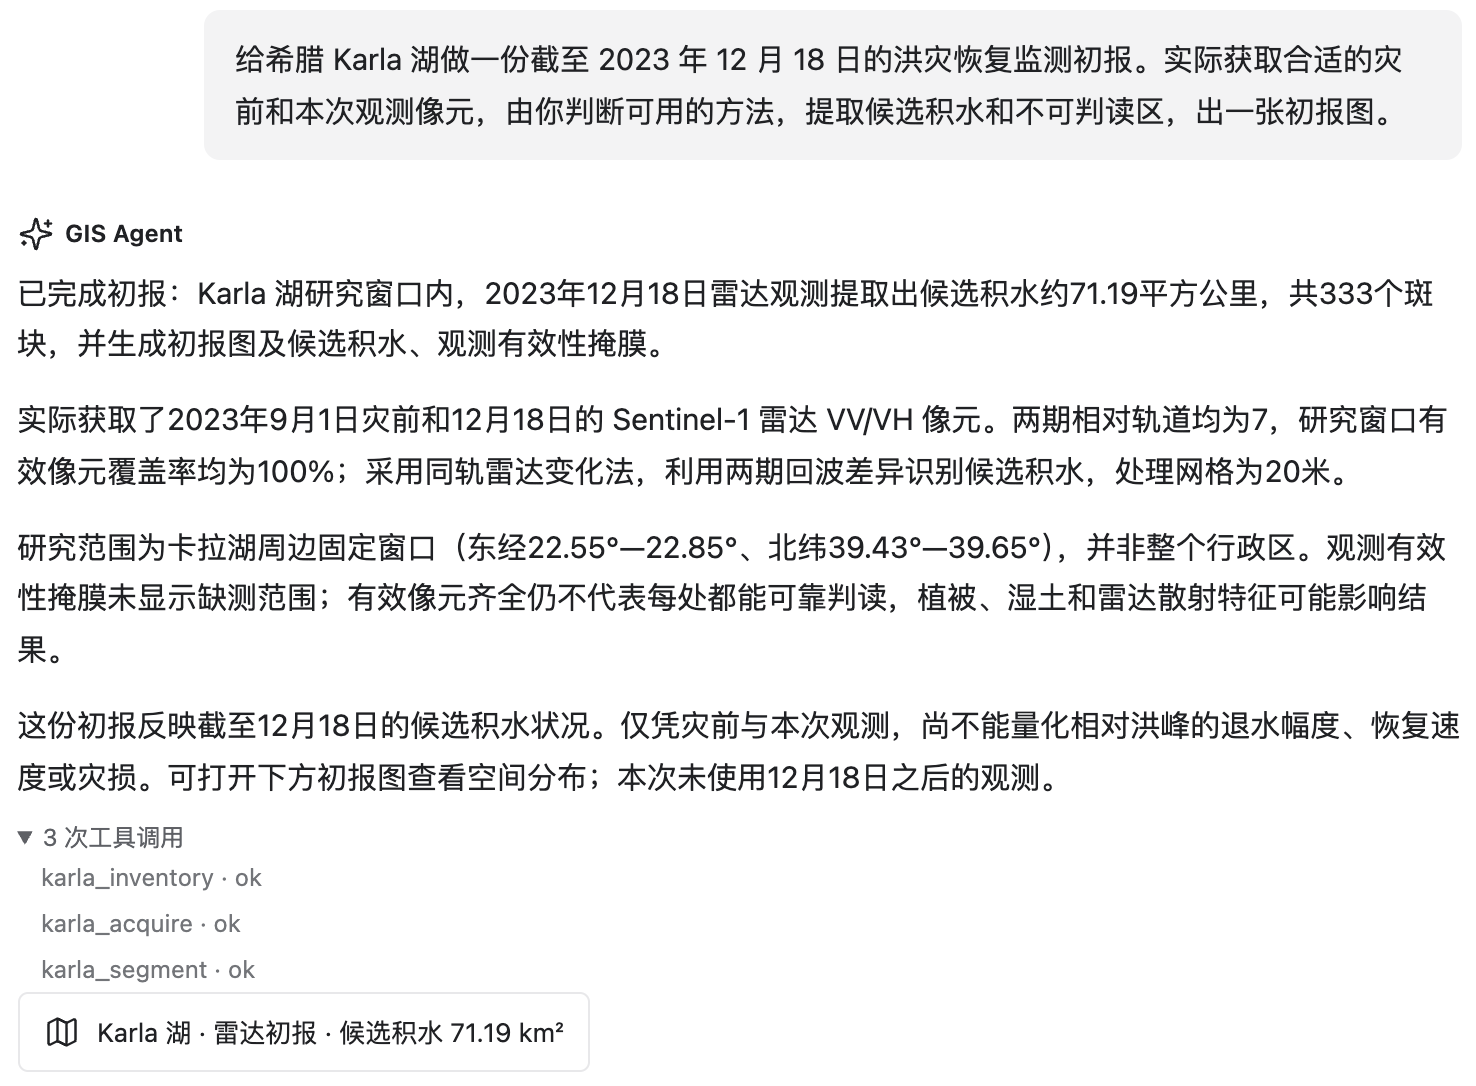 给希腊 Karla 湖做一份截至 2023 年 12 月 18 日的洪灾恢复监测初报。实际获取合适的灾
前和本次观测像元，由你判断可用的方法，提取候选积水和不可判读区，出一张初报图。
GIS Agent
已完成初报：Karla 湖研究窗口内，2023年12月18日雷达观测提取出候选积水约71.19平方公里，共333个斑
块，并生成初报图及候选积水、观测有效性掩膜。
实际获取了2023年9月1日灾前和12月18日的 Sentinel-1 雷达 VV/VH 像元。两期相对轨道均为7，研究窗口有
效像元覆盖率均为100%；采用同轨雷达变化法，利用两期回波差异识别候选积水，处理网格为20米。
研究范围为卡拉湖周边固定窗口（东经22.55°—22.85°、北纬39.43°—39.65°），并非整个行政区。观测有效
性掩膜未显示缺测范围；有效像元齐全仍不代表每处都能可靠判读，植被、湿土和雷达散射特征可能影响结
果。
这份初报反映截至12月18日的候选积水状况。仅凭灾前与本次观测，尚不能量化相对洪峰的退水幅度、恢复速
度或灾损。可打开下方初报图查看空间分布；本次未使用12月18日之后的观测。
▼ 3 次工具调用
karla_inventory · ok
karla_acquire · ok
karla_segment · ok
Karla 湖 · 雷达初报 · 候选积水 71.19 km²